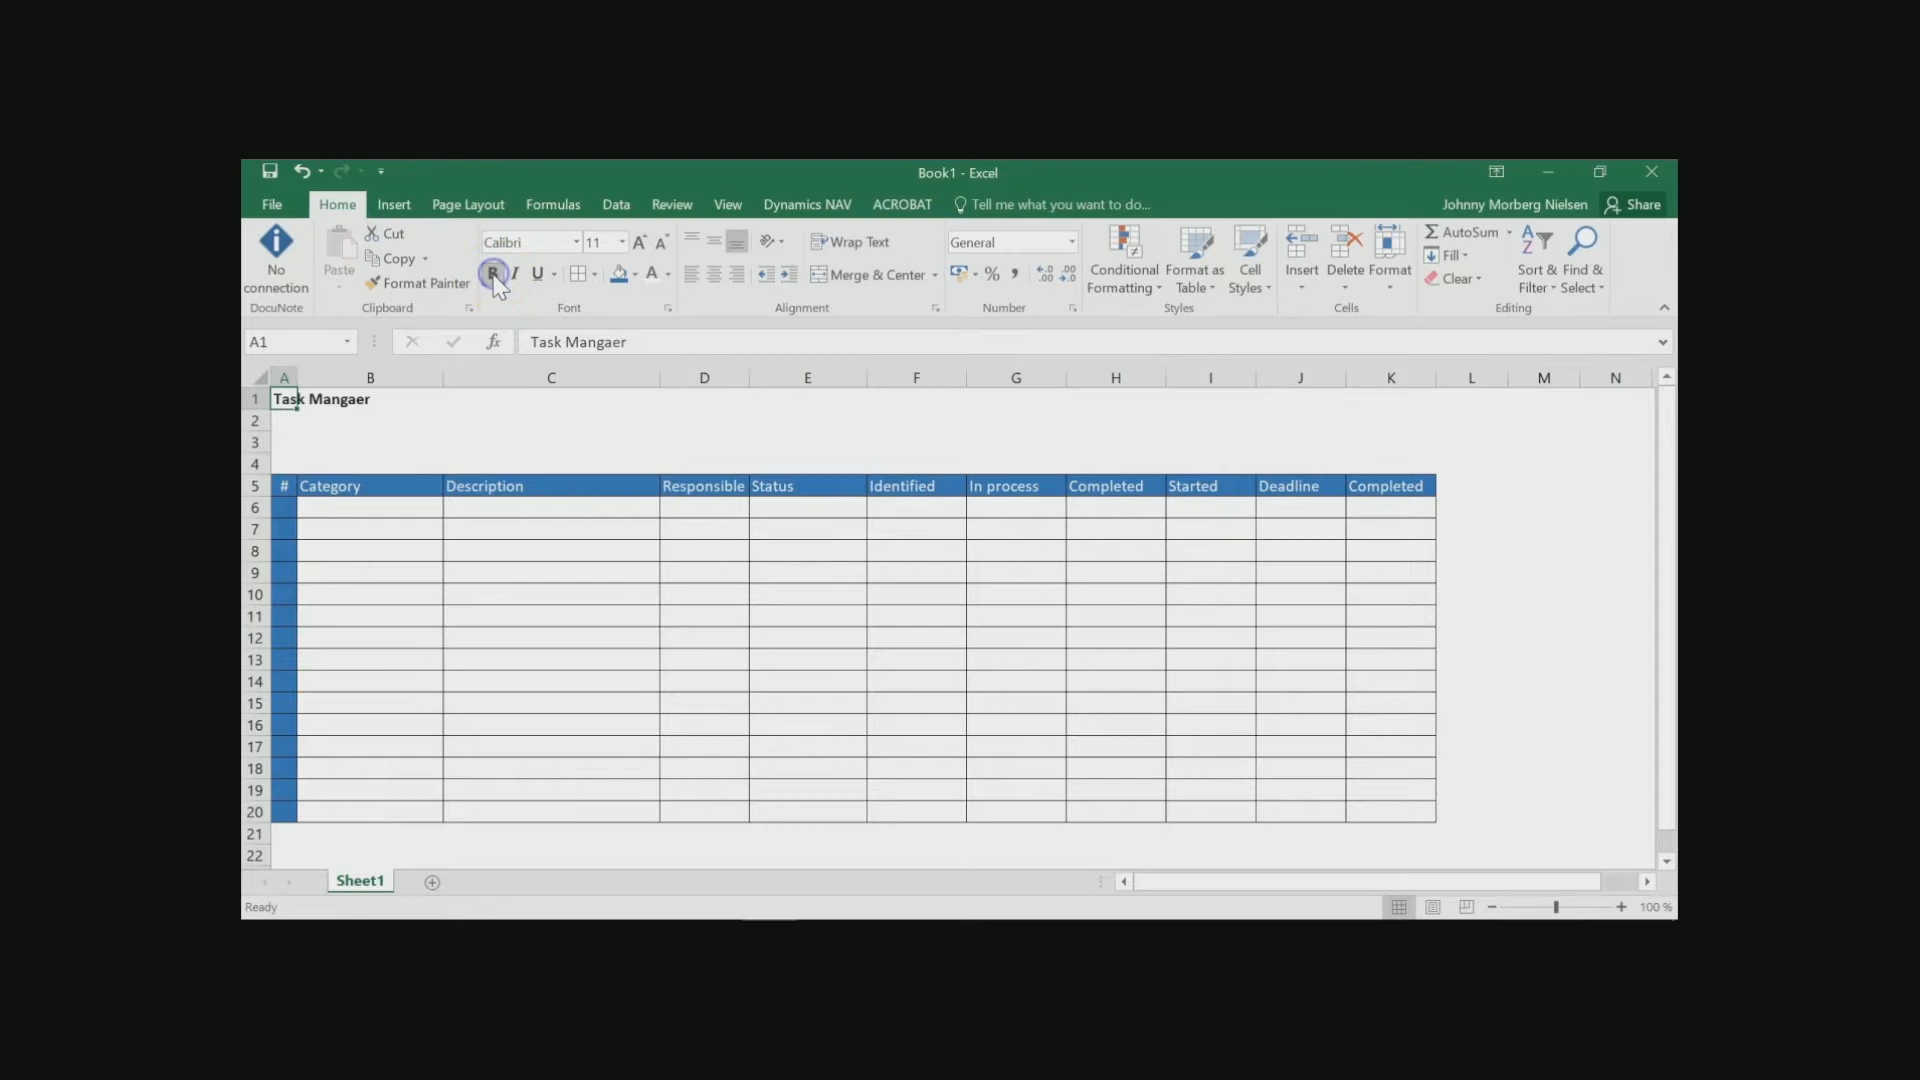 Book1 - Excel
File Home Insert Page Layout Formulas Data Review View Dynamics NAV ACROBAT Tell me what you want to do... Johnny Morberg Nielsen Share
No connection
DocuNote
Paste
Cut
Copy
Format Painter
Clipboard
Calibri 11
I U A
Font
Wrap Text
Merge & Center
Alignment
General
%
Number
Conditional Formatting
Format as Table
Cell Styles
Styles
Insert Delete Format
Cells
AutoSum
Fill
Clear
Sort & Filter
Find & Select
Editing
A1 fx Task Mangaer
A B C D E F G H I J K L M N
1 Task Mangaer
2
3
4
5 # Category Description Responsible Status Identified In process Completed Started Deadline Completed
6
7
8
9
10
11
12
13
14
15
16
17
18
19
20
21
22
Sheet1
Ready 100 %